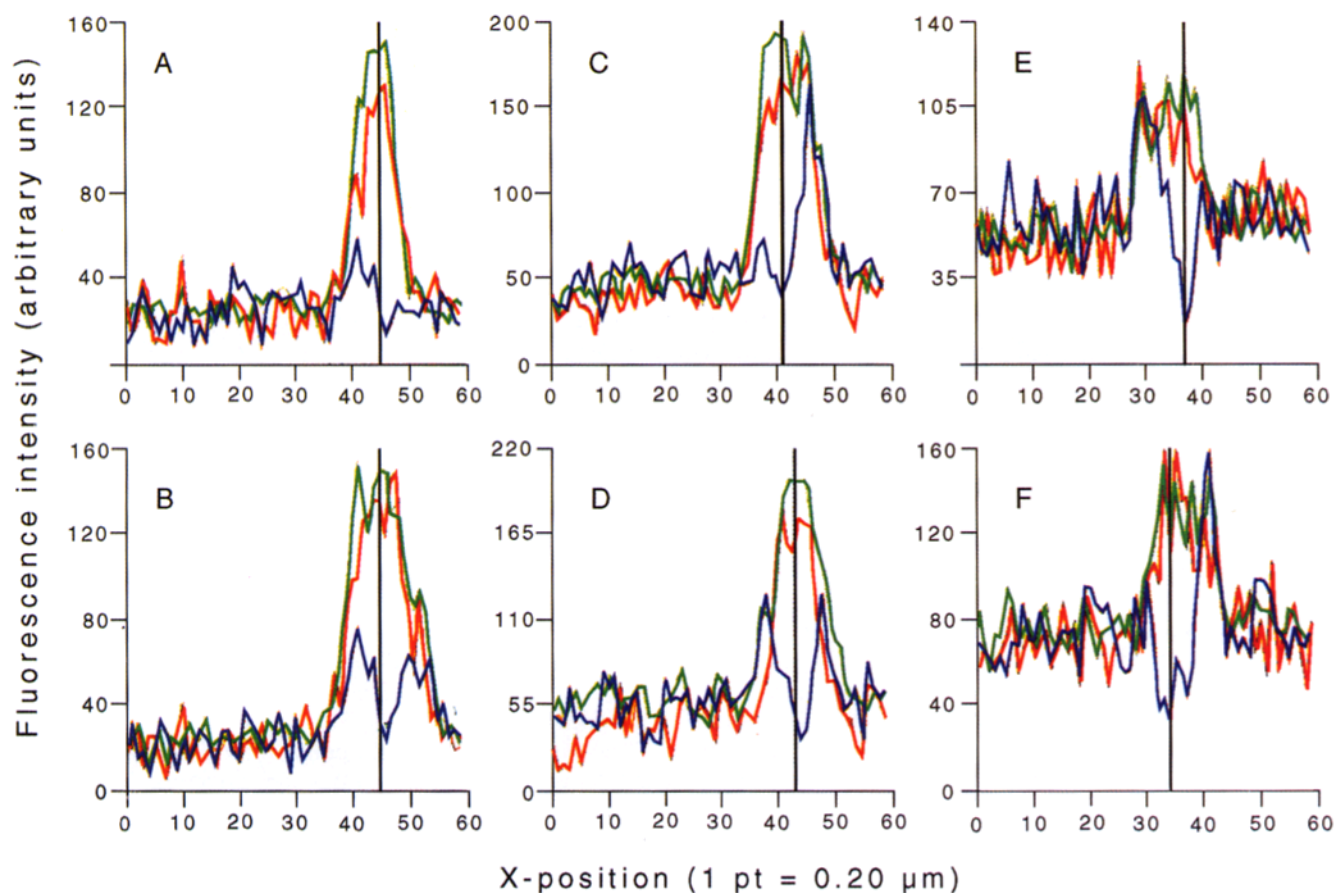 Fluorescence intensity (arbitrary units)
A
160
120
80
40
0 10 20 30 40 50 60
C
200
150
100
50
0
0 10 20 30 40 50 60
E
140
105
70
35
0 10 20 30 40 50 60
B
160
120
80
40
0
0 10 20 30 40 50 60
D
220
165
110
55
0
0 10 20 30 40 50 60
F
160
120
80
40
0
0 10 20 30 40 50 60
X-position (1 pt = 0.20 µm)